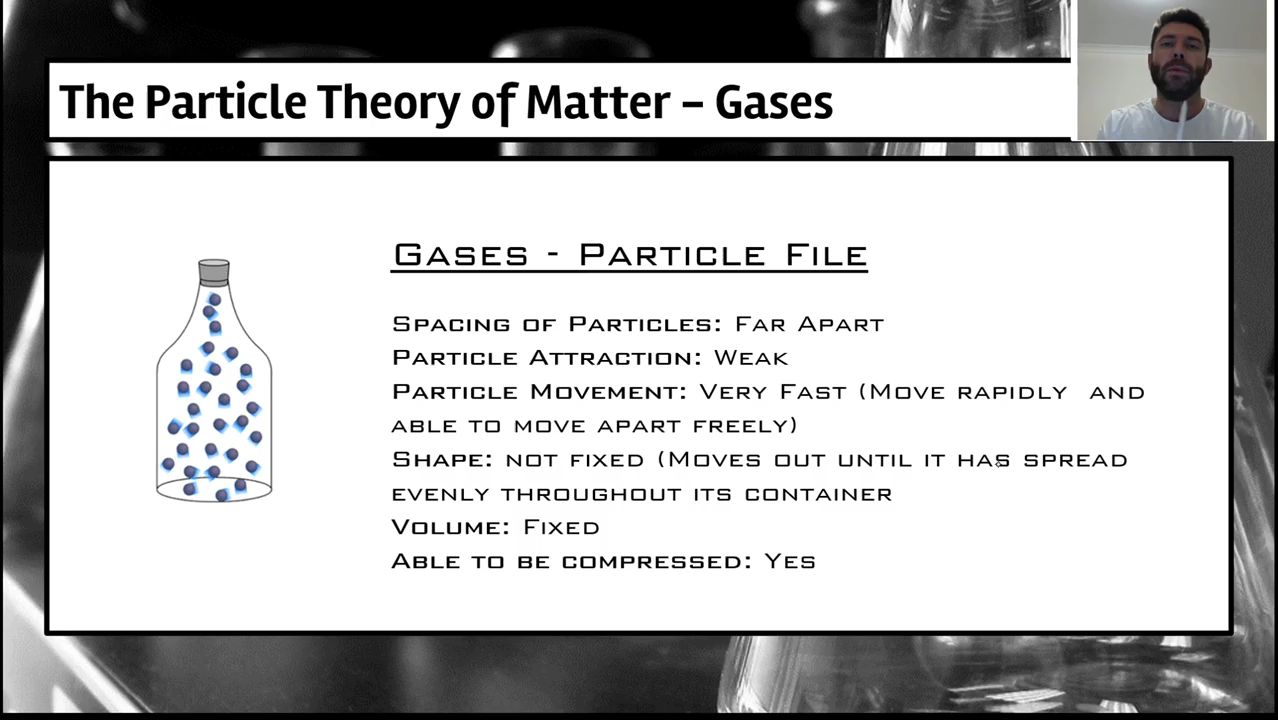 The Particle Theory of Matter – Gases
Gases - Particle File
Spacing of Particles: Far Apart
Particle Attraction: Weak
Particle Movement: Very Fast (Move rapidly and
able to move apart freely)
Shape: not fixed (Moves out until it has spread
evenly throughout its container
Volume: Fixed
Able to be compressed: Yes